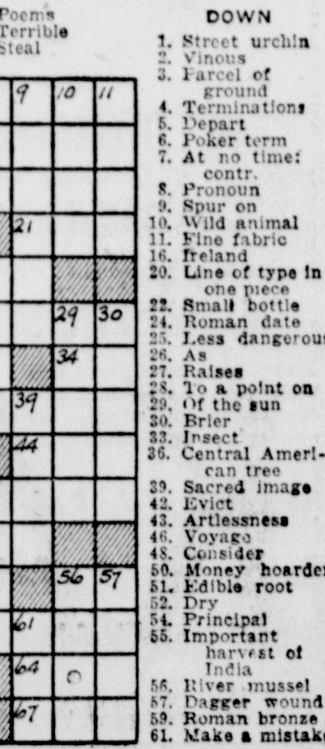 Poems
Terrible
Steal
9 10 11
21
29 30
34
39
44
56 57
61
64
67
DOWN
1. Street urchin
2. Vinous
3. Parcel of
ground
4. Terminations
5. Depart
6. Poker term
7. At no time:
contr.
8. Pronoun
9. Spur on
10. Wild animal
11. Fine fabric
16. Ireland
20. Line of type in
one piece
22. Small bottle
24. Roman date
25. Less dangerous
26. As
27. Raises
28. To a point on
29. Of the sun
30. Brier
33. Insect
36. Central Ameri-
can tree
39. Sacred image
42. Evict
43. Artlessness
46. Voyage
48. Consider
50. Money hoarder
51. Edible root
52. Dry
54. Principal
55. Important
harvest of
India
56. River mussel
57. Dagger wound
59. Roman bronze
61. Make a mistake